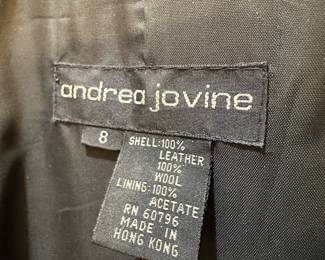 andrea jovine
8
SHELL:100%
LEATHER
100%
WOOL
LINING:100%
ACETATE
RN 60796
MADE IN
HONG KONG